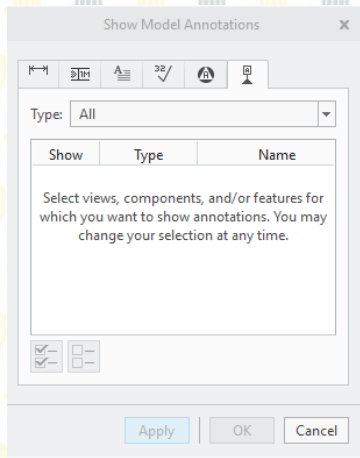 Show Model Annotations
32/
Type: All
Show Type Name
Select views, components, and/or features for
which you want to show annotations. You may
change your selection at any time.
Apply OK Cancel